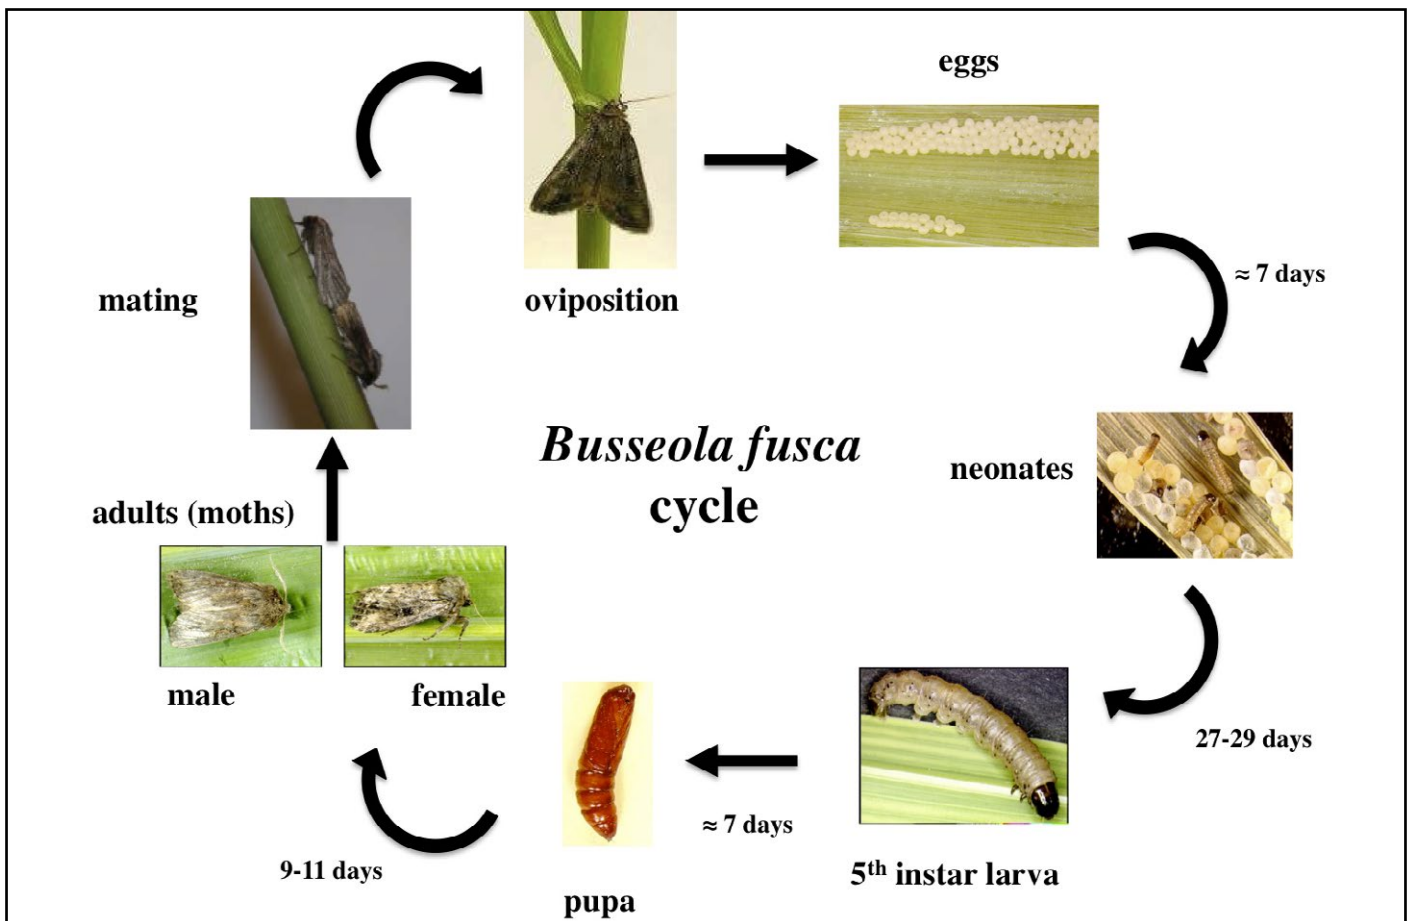 eggs
≈ 7 days
mating
oviposition
Busseola fusca
cycle
neonates
adults (moths)
male
female
27-29 days
≈ 7 days
9-11 days
5th instar larva
pupa